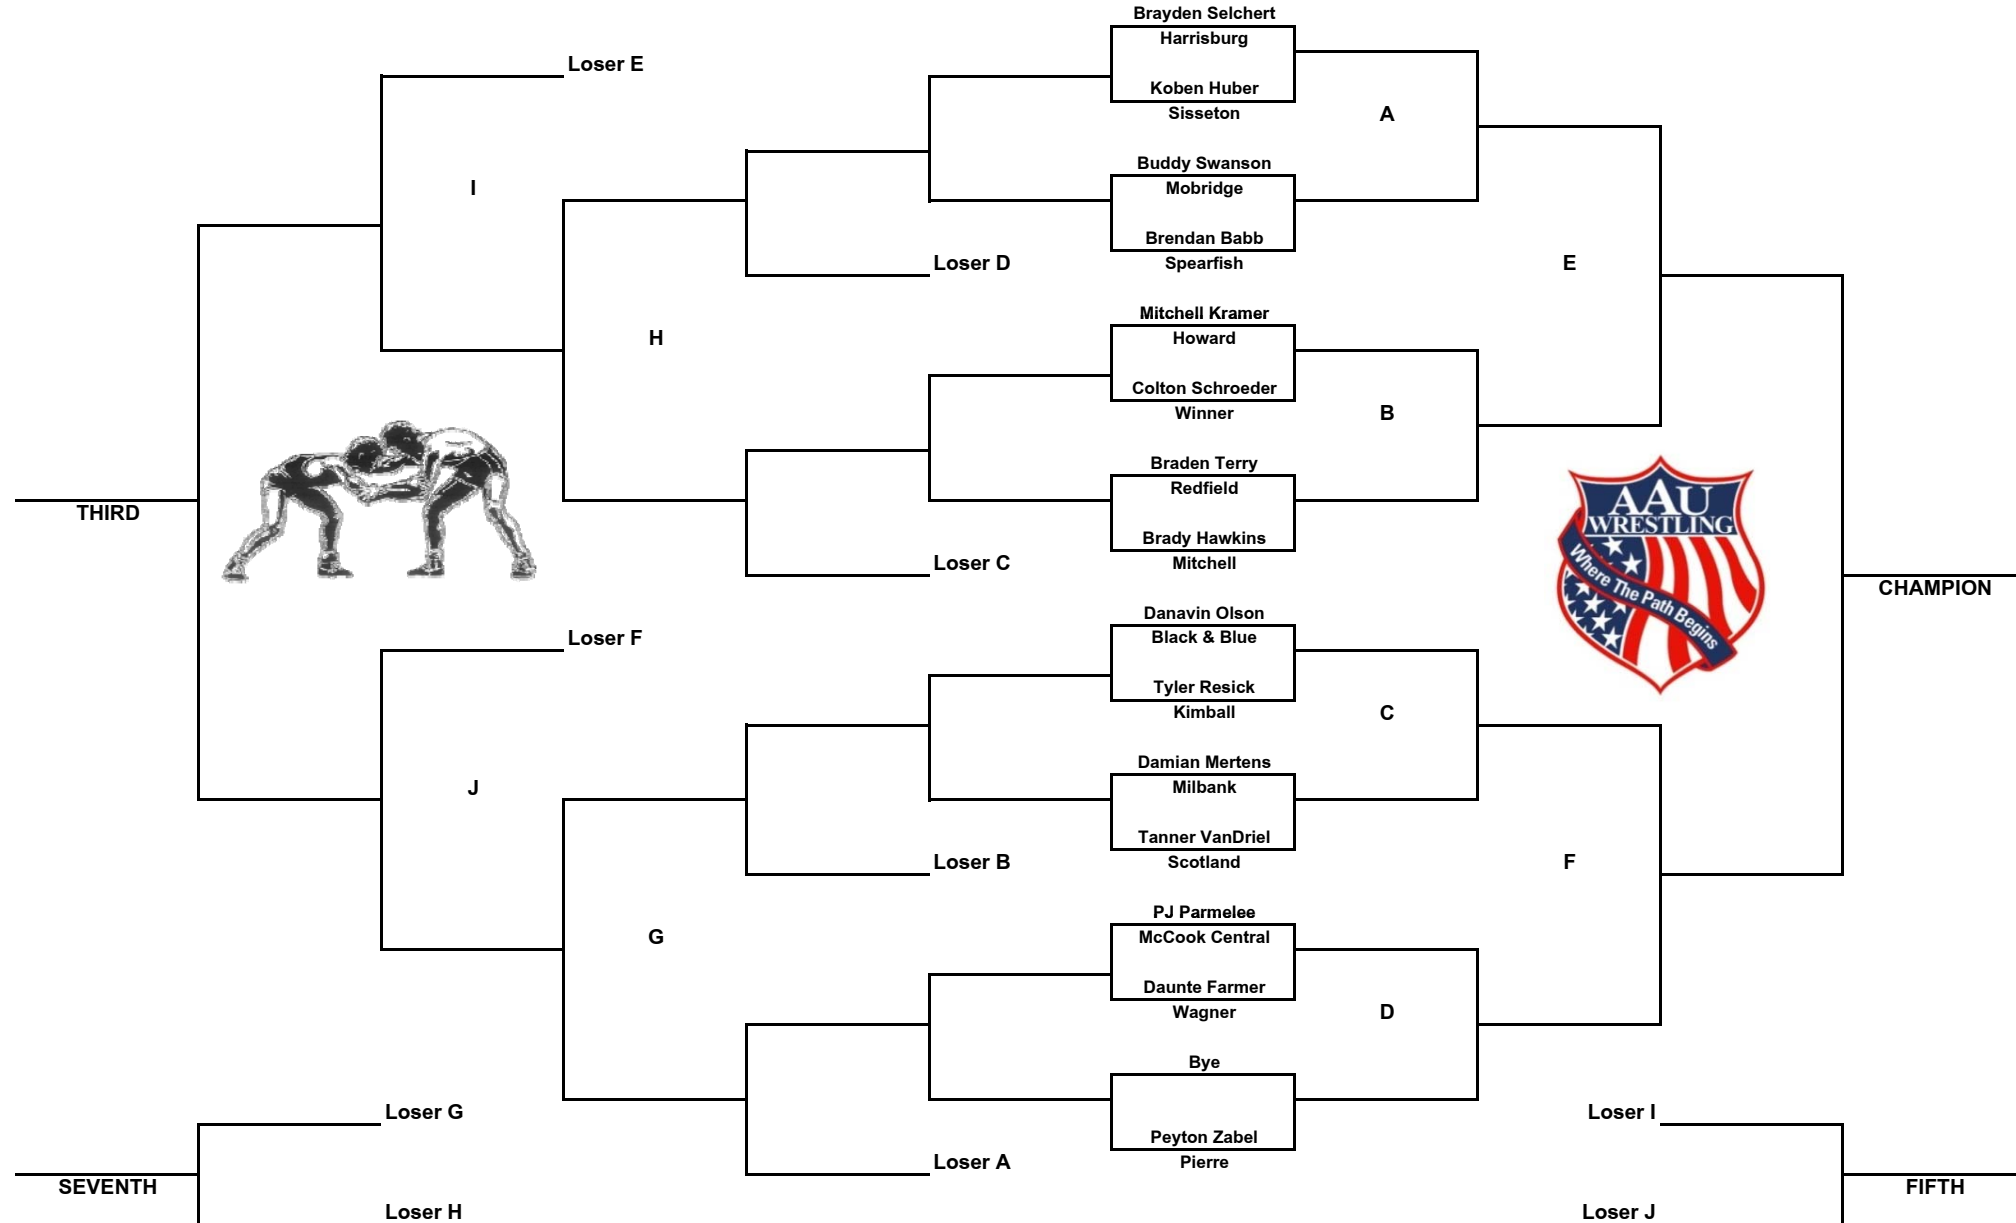 Brayden Selchert
Harrisburg
Loser E
Koben Huber
Sisseton
A
Buddy Swanson
I
Mobridge
Brendan Babb
Loser D
Spearfish
E
Mitchell Kramer
H
Howard
Colton Schroeder
Winner
B
Braden Terry
Redfield
AAU
WRESTLING
THIRD
Brady Hawkins
Loser C
Mitchell
Where The Path Begins
CHAMPION
Danavin Olson
Loser F
Black & Blue
Tyler Resick
Kimball
C
Damian Mertens
J
Milbank
Tanner VanDriel
Loser B
Scotland
F
PJ Parmelee
G
McCook Central
Daunte Farmer
Wagner
D
Bye
Loser G
Loser I
Peyton Zabel
Loser A
Pierre
SEVENTH
FIFTH
Loser H
Loser J